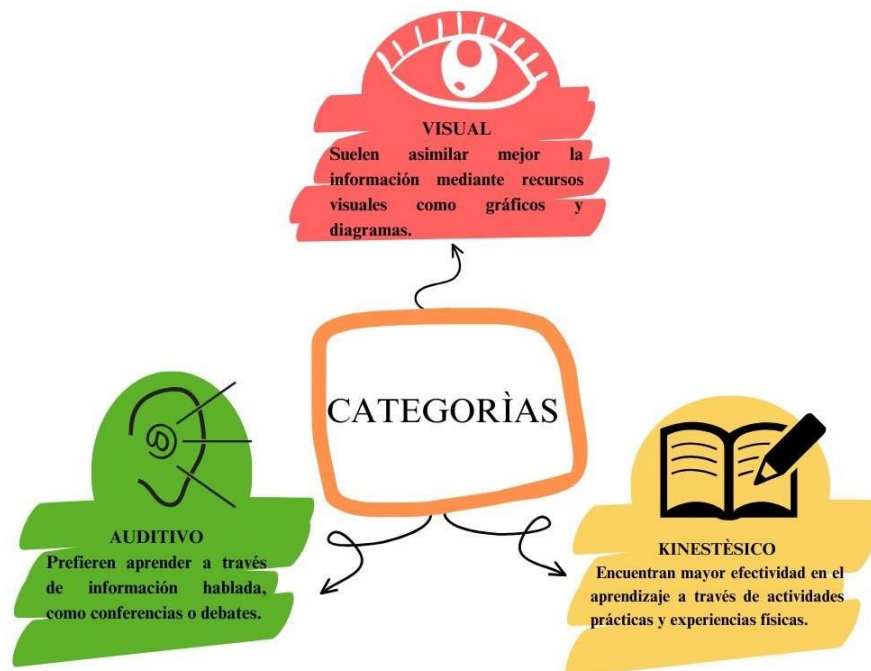 VISUAL
Suelen asimilar mejor la
información mediante recursos
visuales como gráficos y
diagramas.
CATEGORÌAS
AUDITIVO
Prefieren aprender a través
de información hablada,
como conferencias o debates.
KINESTÈSICO
Encuentran mayor efectividad en el
aprendizaje a través de actividades
prácticas y experiencias físicas.